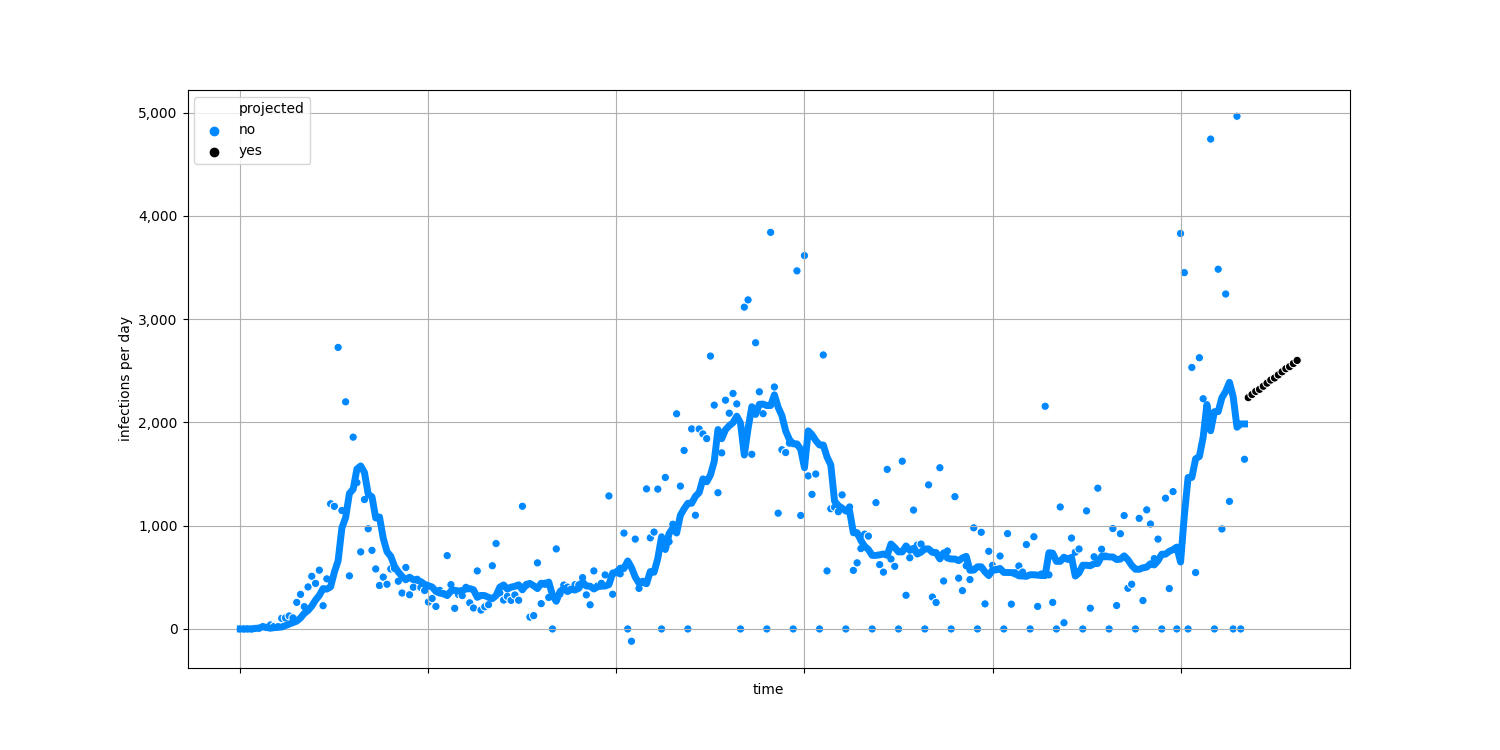 projected
no
yes
5,000
4,000
3,000
2,000
1,000
0
infections per day
time